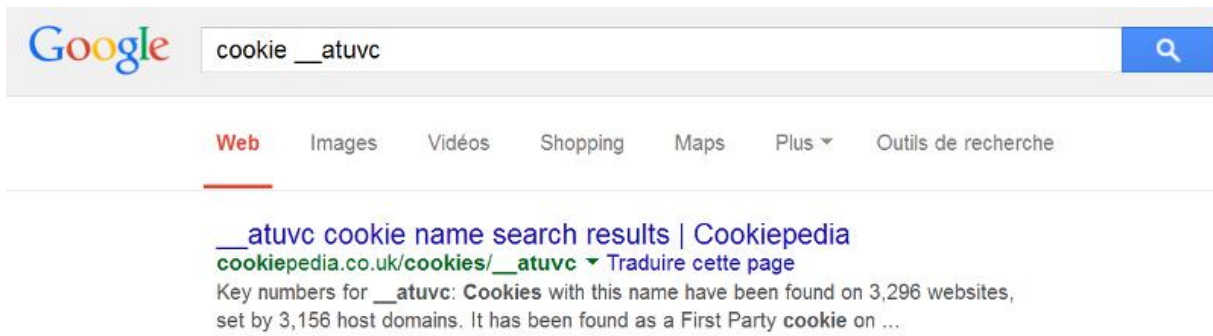 Google cookie __atuvc
Web Images Vidéos Shopping Maps Plus Outils de recherche
__atuvc cookie name search results | Cookiepedia
cookiepedia.co.uk/cookies/__atuvc Traduire cette page
Key numbers for __atuvc: Cookies with this name have been found on 3,296 websites,
set by 3,156 host domains. It has been found as a First Party cookie on ...